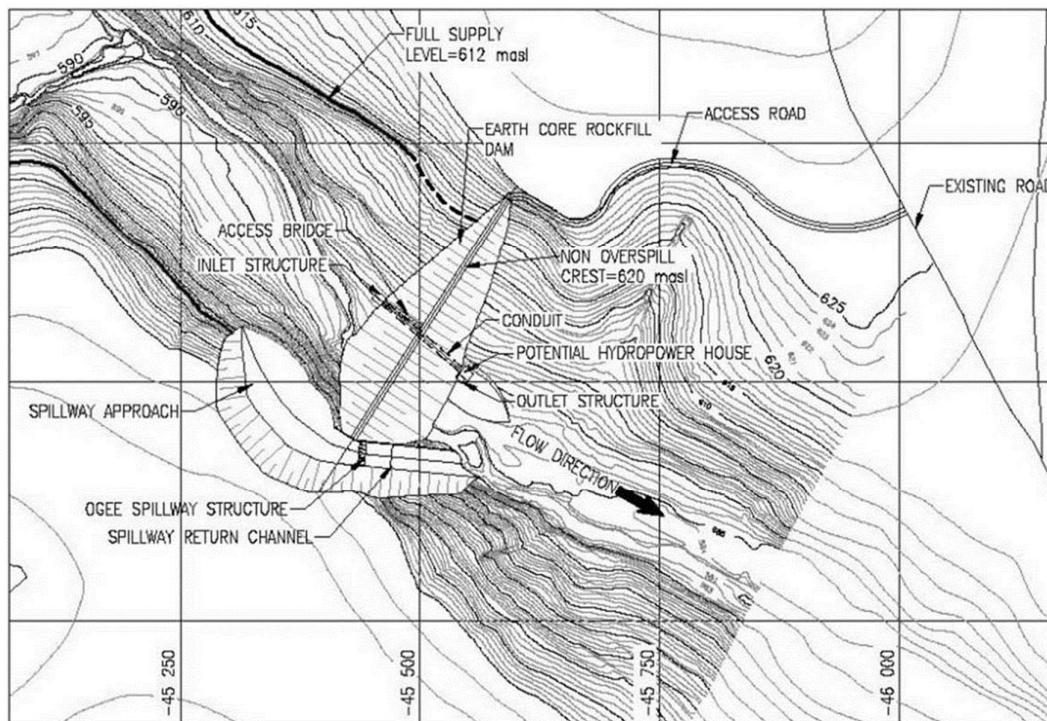 610
615
FULL SUPPLY
LEVEL=612 masl
590
590
595
EARTH CORE ROCKFILL
DAM
ACCESS ROAD
EXISTING ROAD
ACCESS BRIDGE
INLET STRUCTURE
NON OVERSPILL
CREST=620 masl
625
620
CONDUIT
POTENTIAL HYDROPOWER HOUSE
OUTLET STRUCTURE
610
SPILLWAY APPROACH
FLOW DIRECTION
OGEE SPILLWAY STRUCTURE
SPILLWAY RETURN CHANNEL
-45 250
-45 500
-45 750
-46 000